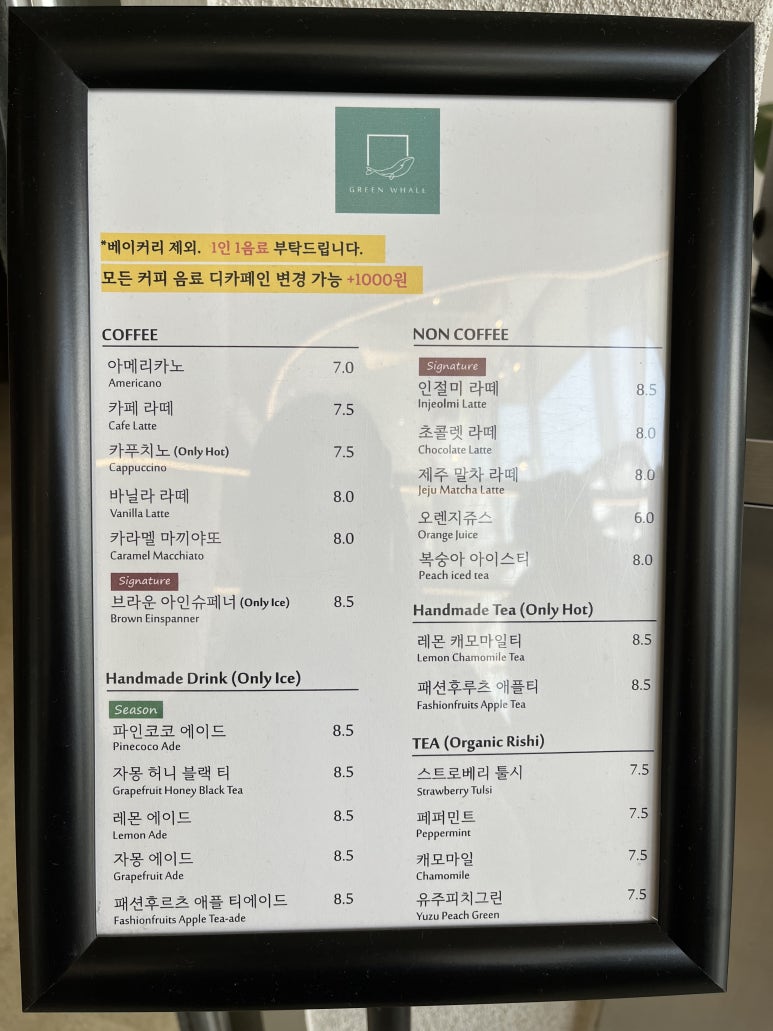 GREEN WHALE
*베이커리 제외. 1인 1음료 부탁드립니다.
모든 커피 음료 디카페인 변경 가능 +1000원
COFFEE
아메리카노 7.0
Americano
카페 라떼 7.5
Cafe Latte
카푸치노 (Only Hot) 7.5
Cappuccino
바닐라 라떼 8.0
Vanilla Latte
카라멜 마끼야또 8.0
Caramel Macchiato
Signature
브라운 아인슈페너 (Only Ice) 8.5
Brown Einspanner
Handmade Drink (Only Ice)
Season
파인코코 에이드 8.5
Pinecoco Ade
자몽 허니 블랙 티 8.5
Grapefruit Honey Black Tea
레몬 에이드 8.5
Lemon Ade
자몽 에이드 8.5
Grapefruit Ade
패션후르츠 애플 티에이드 8.5
Fashionfruits Apple Tea-ade
NON COFFEE
Signature
인절미 라떼 8.5
Injeolmi Latte
초콜렛 라떼 8.0
Chocolate Latte
제주 말차 라떼 8.0
Jeju Matcha Latte
오렌지쥬스 6.0
Orange Juice
복숭아 아이스티 8.0
Peach iced tea
Handmade Tea (Only Hot)
레몬 캐모마일티 8.5
Lemon Chamomile Tea
패션후루츠 애플티 8.5
Fashionfruits Apple Tea
TEA (Organic Rishi)
스트로베리 툴시 7.5
Strawberry Tulsi
페퍼민트 7.5
Peppermint
캐모마일 7.5
Chamomile
유주피치그린 7.5
Yuzu Peach Green